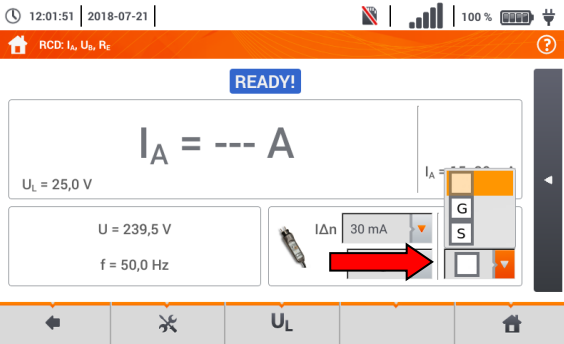 12:01:51 2018-07-21 100 %
RCD: IA, UB, RE ?
READY!
IA = --- A
IA =
UL = 25,0 V
G
S
U = 239,5 V
f = 50,0 Hz
IΔn 30 mA
UL